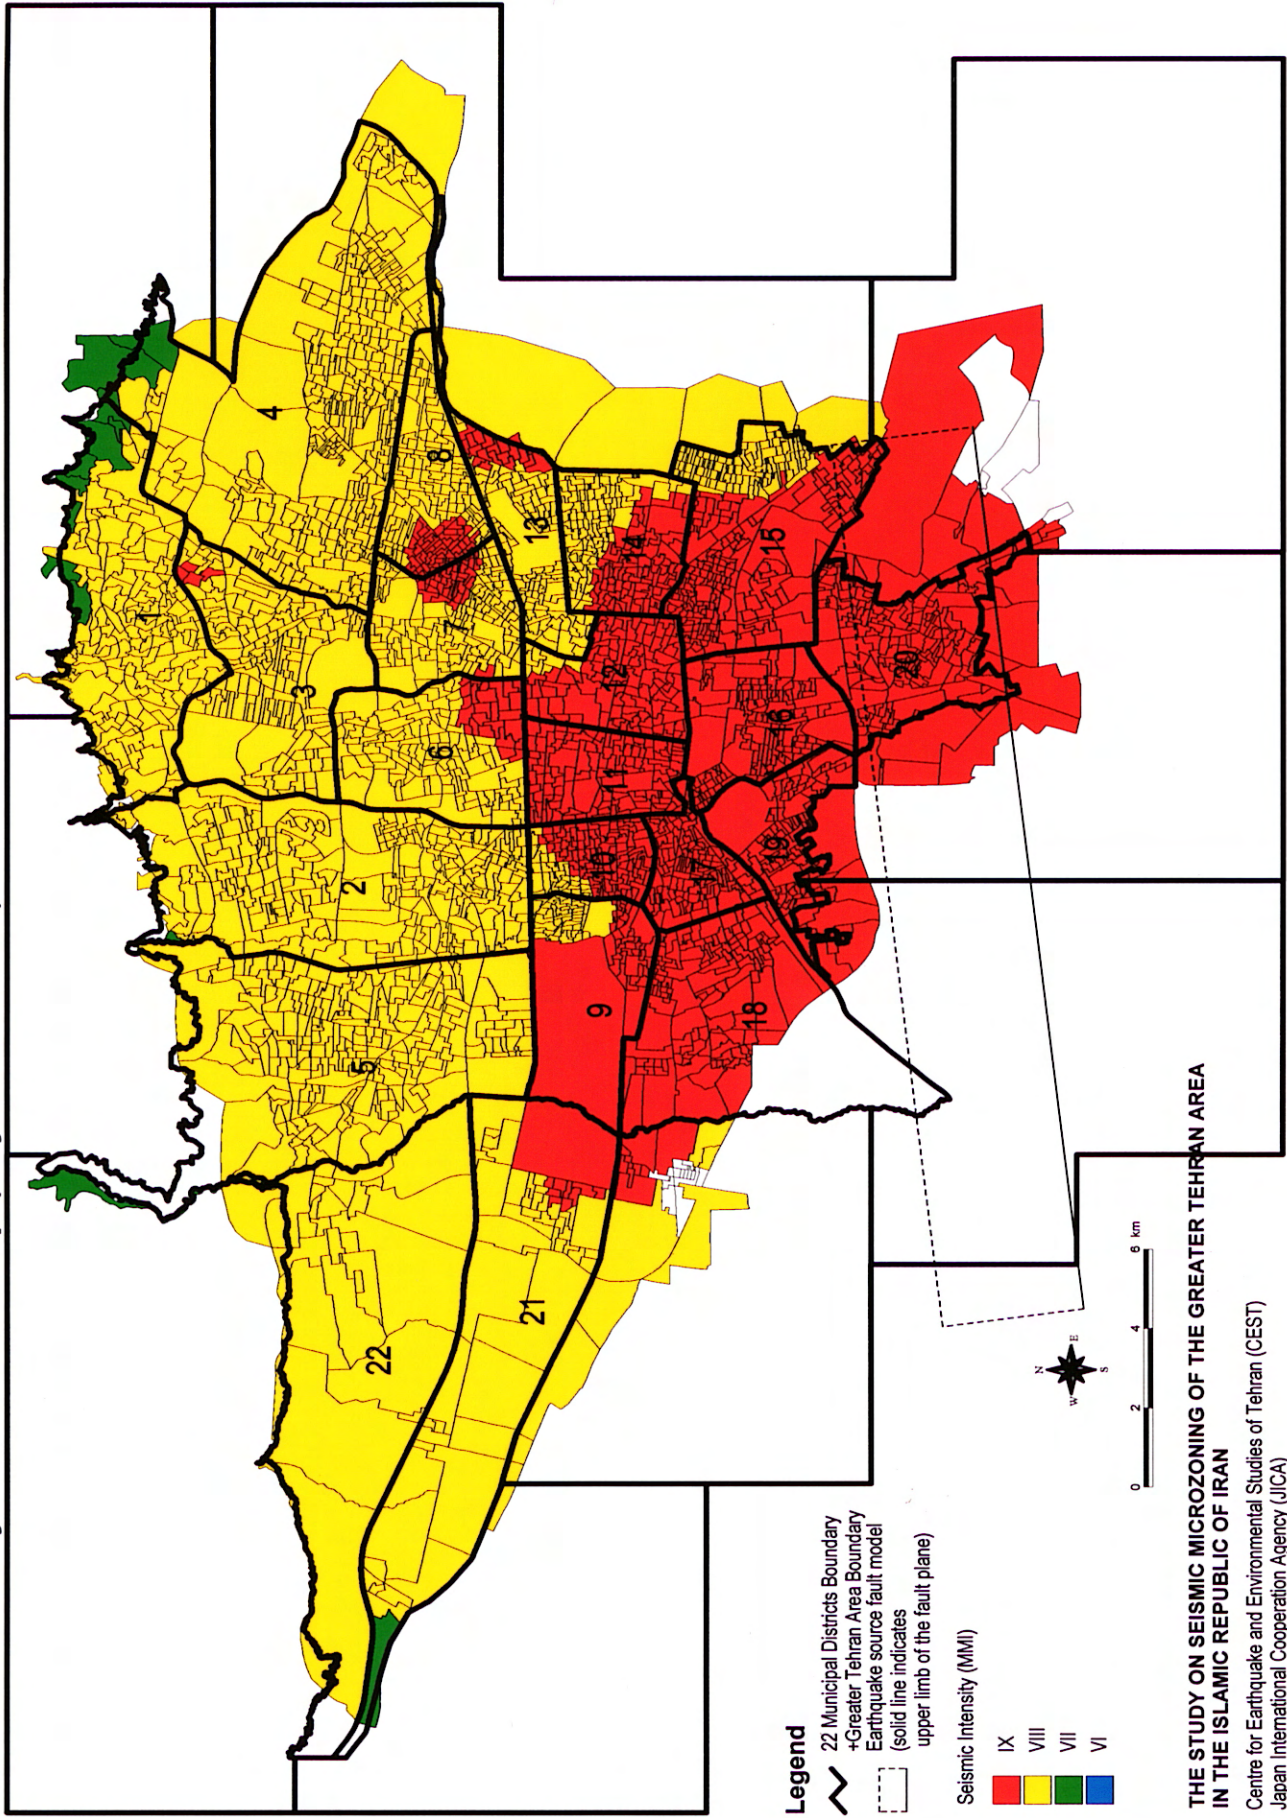 1
2
3
4
5
6
7
8
9
10
11
12
13
14
15
16
17
18
19
20
21
22
Legend
22 Municipal Districts Boundary
+Greater Tehran Area Boundary
Earthquake source fault model
(solid line indicates
upper limb of the fault plane)
Seismic Intensity (MMI)
IX
VIII
VII
VI
N
W
E
S
0 2 4 6 km
THE STUDY ON SEISMIC MICROZONING OF THE GREATER TEHRAN AREA
IN THE ISLAMIC REPUBLIC OF IRAN
Centre for Earthquake and Environmental Studies of Tehran (CEST)
Japan International Cooperation Agency (JICA)